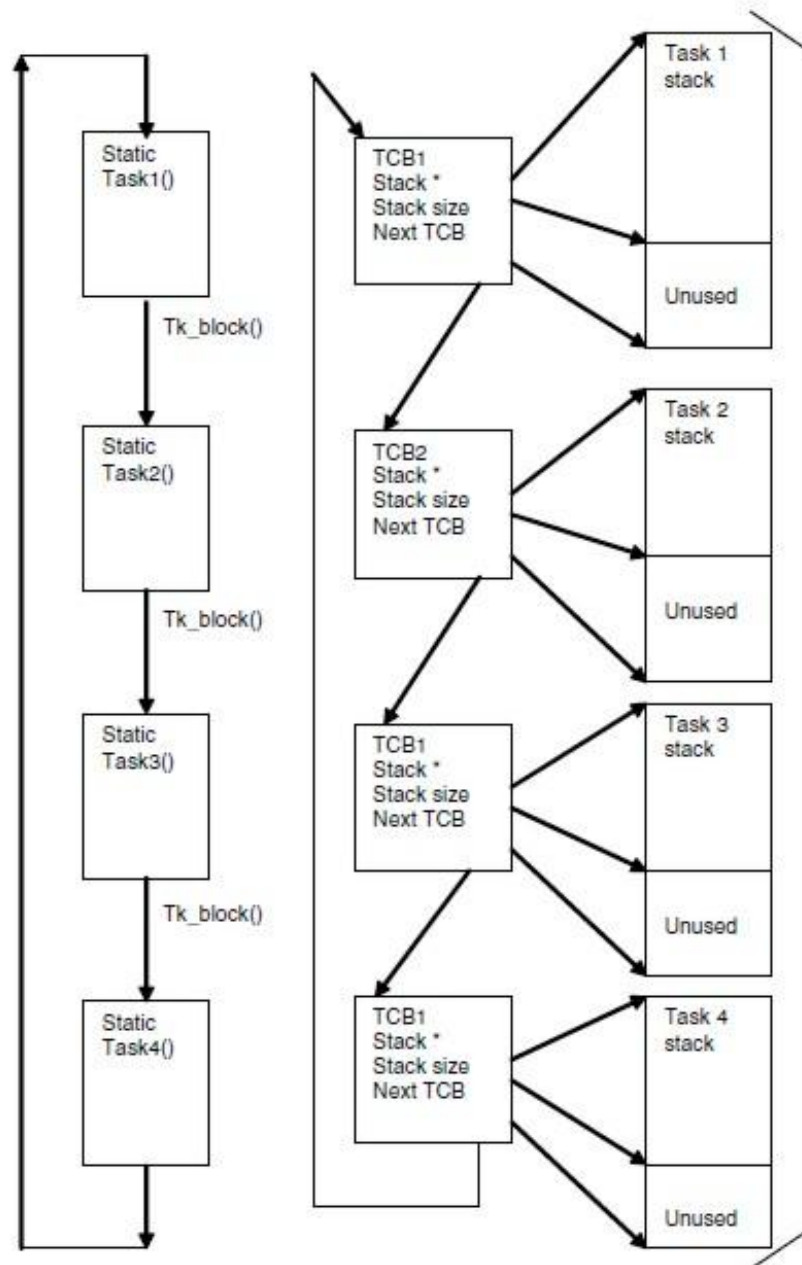 Static
Task1()
Tk_block()
Static
Task2()
Tk_block()
Static
Task3()
Tk_block()
Static
Task4()
TCB1
Stack *
Stack size
Next TCB
TCB2
Stack *
Stack size
Next TCB
TCB1
Stack *
Stack size
Next TCB
TCB1
Stack *
Stack size
Next TCB
Task 1
stack
Unused
Task 2
stack
Unused
Task 3
stack
Unused
Task 4
stack
Unused